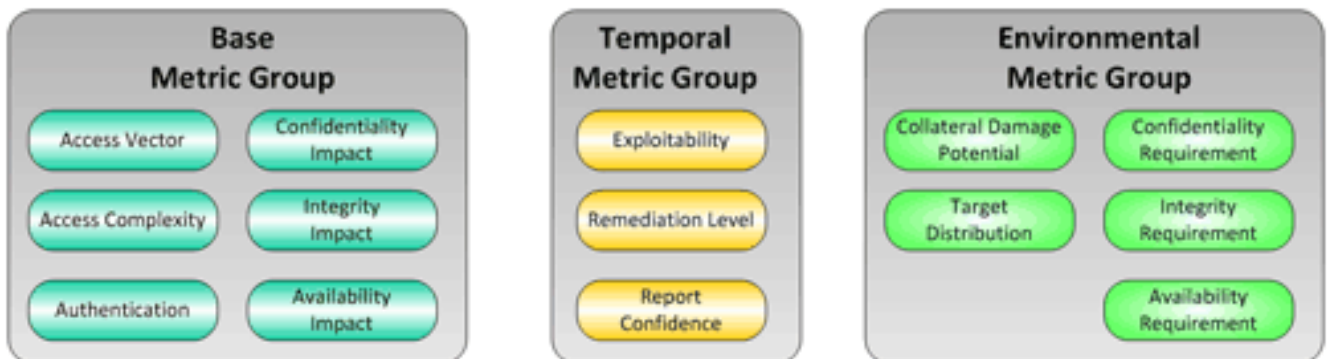 Base
Metric Group
Access Vector
Confidentiality
Impact
Access Complexity
Integrity
Impact
Authentication
Availability
Impact
Temporal
Metric Group
Exploitability
Remediation Level
Report
Confidence
Environmental
Metric Group
Collateral Damage
Potential
Confidentiality
Requirement
Target
Distribution
Integrity
Requirement
Availability
Requirement